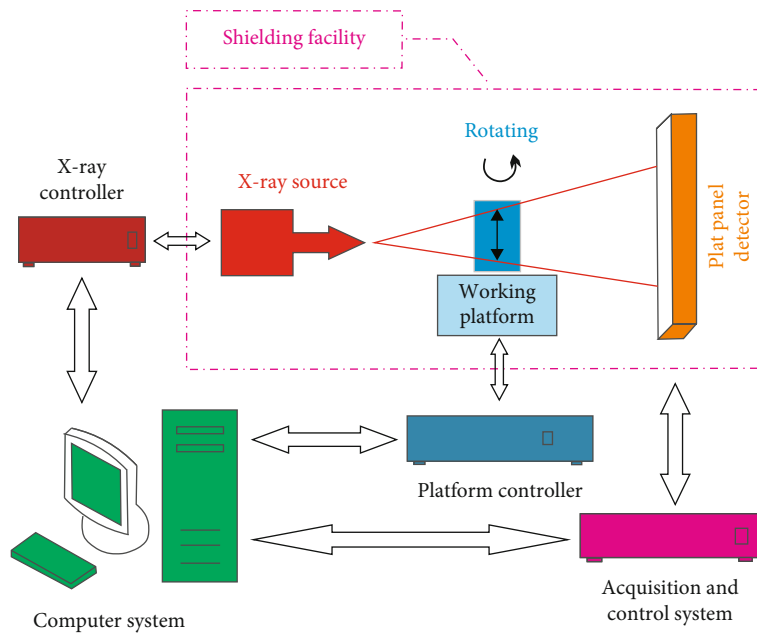 Shielding facility
Rotating
X-ray
controller
X-ray source
Plat panel
detector
Working
platform
Platform controller
Computer system
Acquisition and
control system